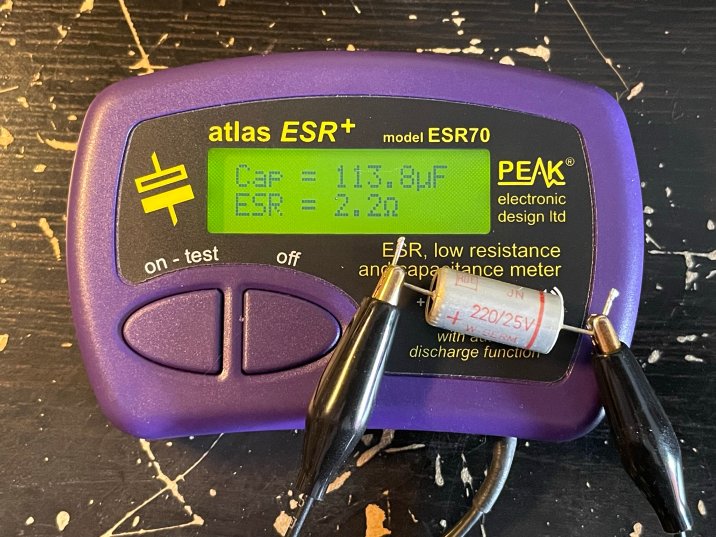 atlas ESR+ model ESR70
Cap = 113.8µF
ESR = 2.2Ω
PEAK®
electronic
design ltd
on - test
off
ESR, low resistance
and capacitance meter
+
220/25V
+
with
discharge function